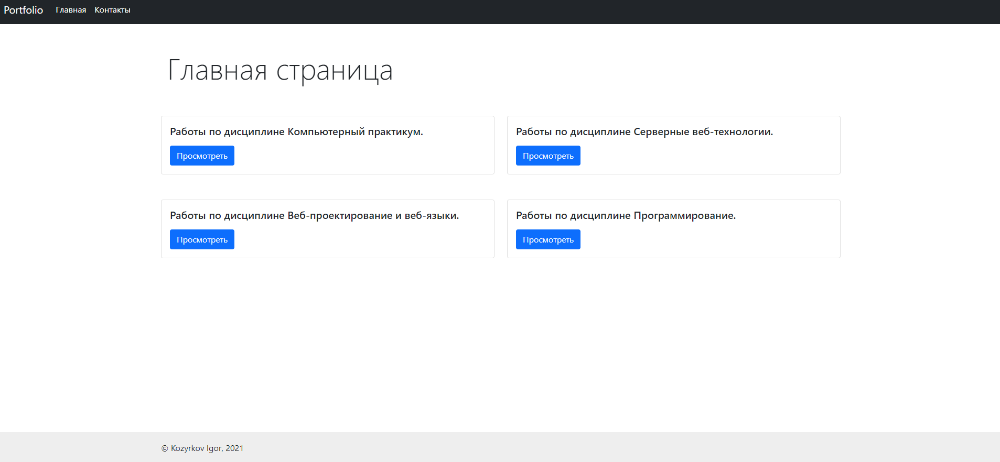 Portfolio Главная Контакты
Главная страница
Работы по дисциплине Компьютерный практикум.
Просмотреть
Работы по дисциплине Серверные веб-технологии.
Просмотреть
Работы по дисциплине Веб-проектирование и веб-языки.
Просмотреть
Работы по дисциплине Программирование.
Просмотреть
© Kozyrkov Igor, 2021